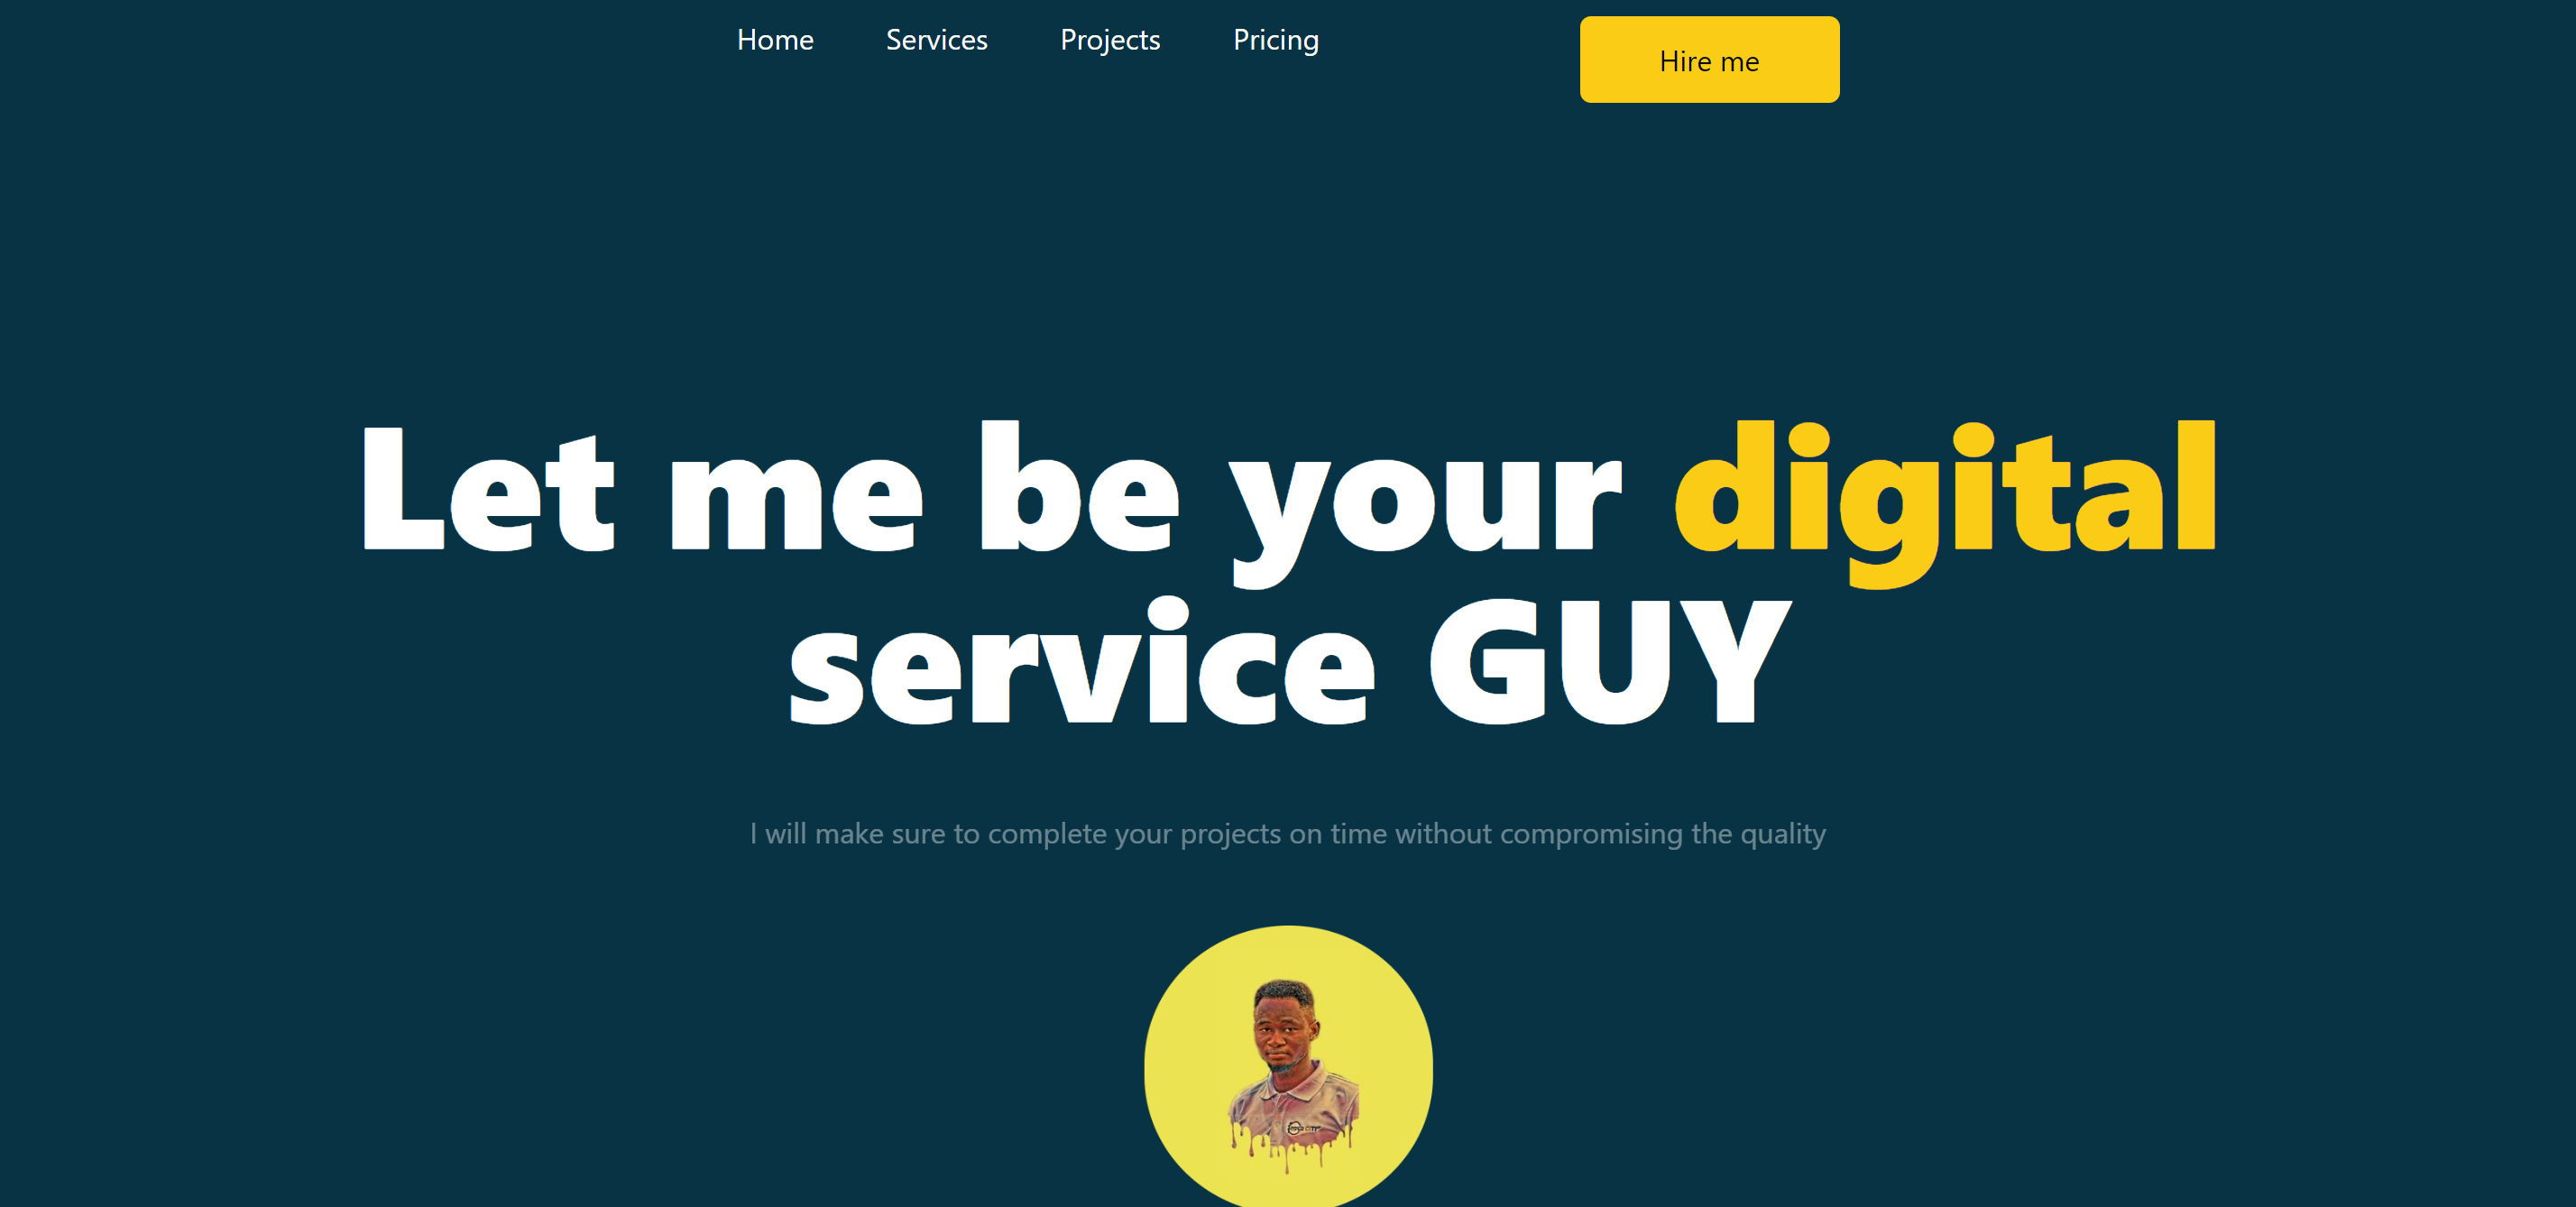 Home Services Projects Pricing Hire me
Let me be your digital
service GUY
I will make sure to complete your projects on time without compromising the quality